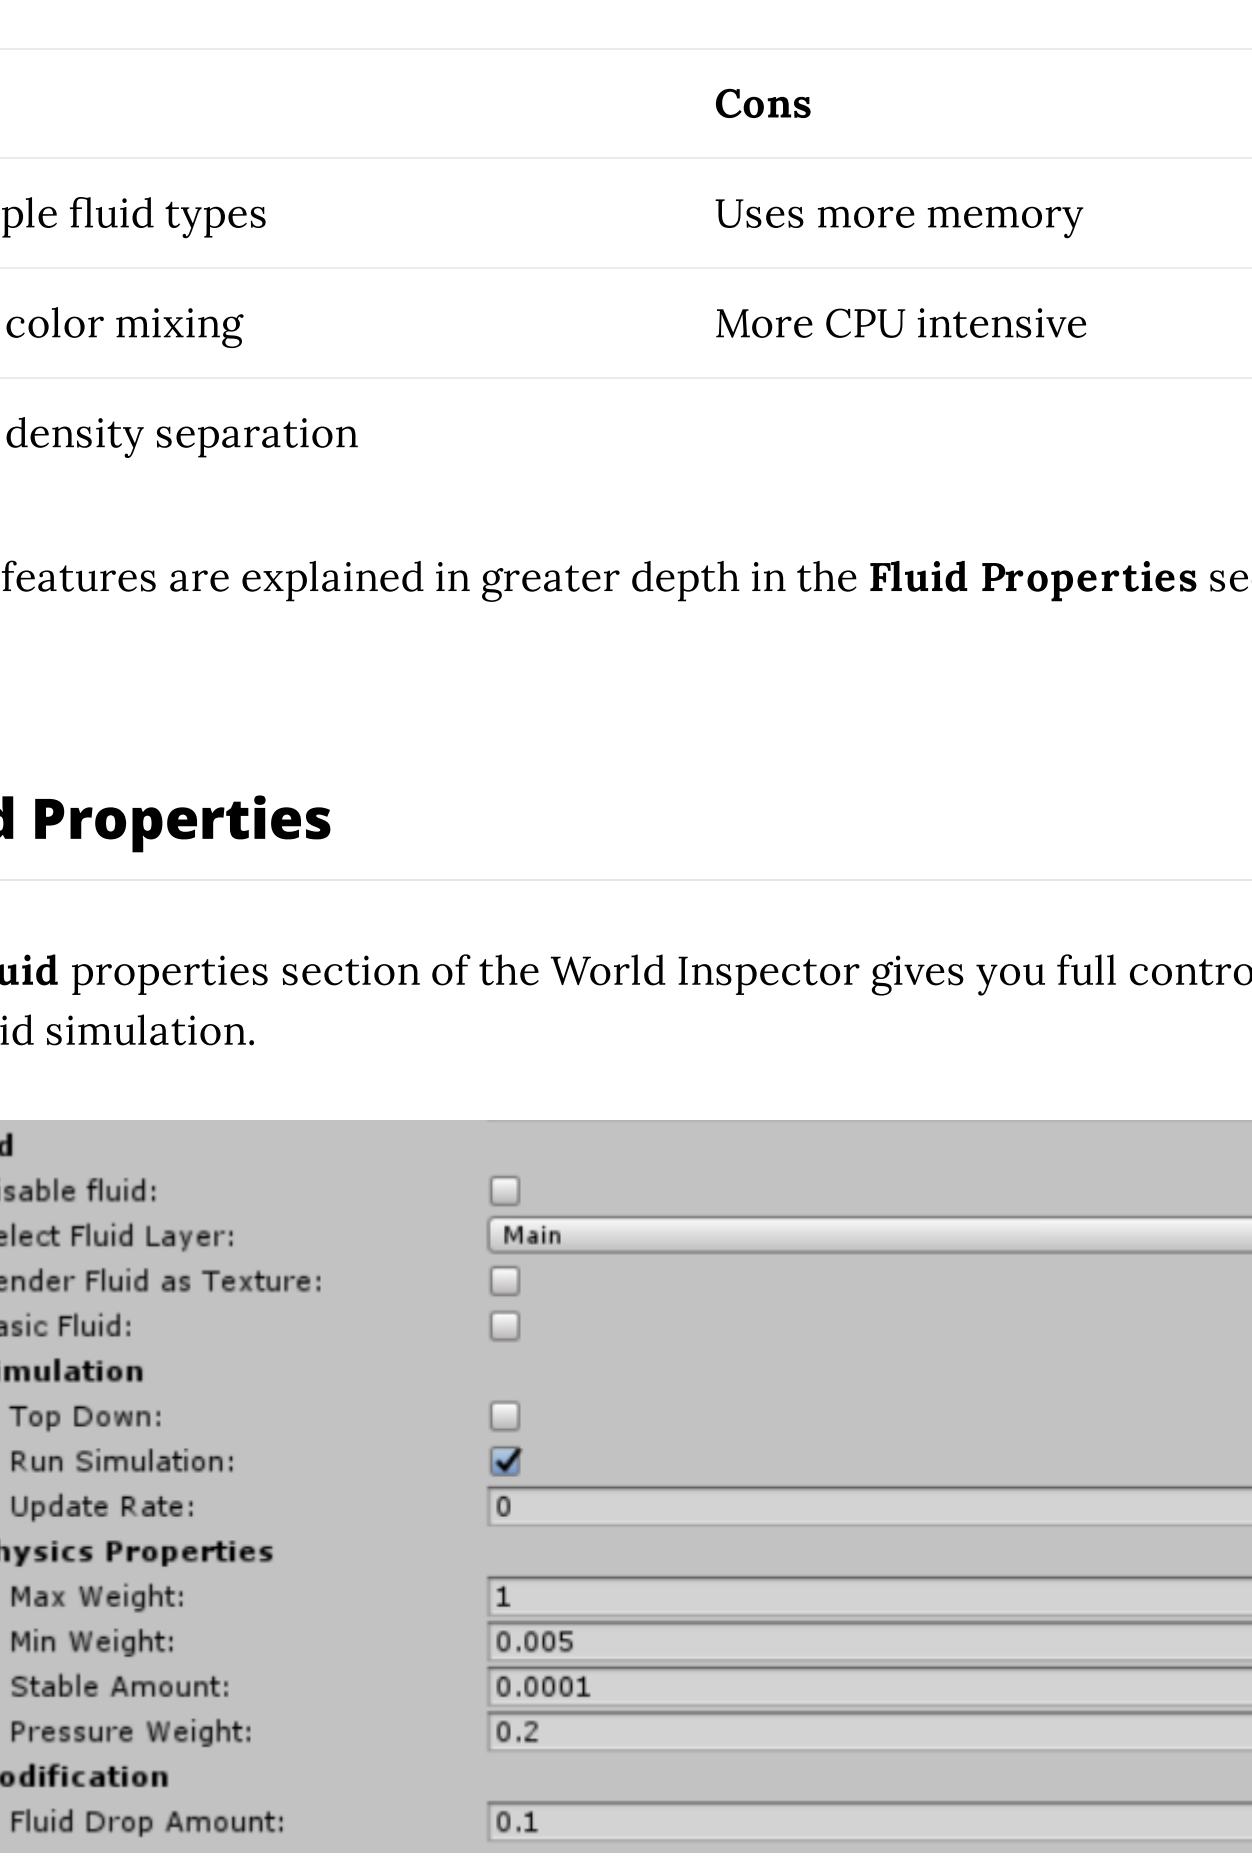 Cons
ple fluid types Uses more memory
color mixing More CPU intensive
density separation
features are explained in greater depth in the Fluid Properties se
d Properties
uid properties section of the World Inspector gives you full contro
id simulation.
d
isable fluid:
elect Fluid Layer: Main
ender Fluid as Texture:
asic Fluid:
imulation
Top Down:
Run Simulation:
Update Rate: 0
hysics Properties
Max Weight: 1
Min Weight: 0.005
Stable Amount: 0.0001
Pressure Weight: 0.2
odification
Fluid Drop Amount: 0.1